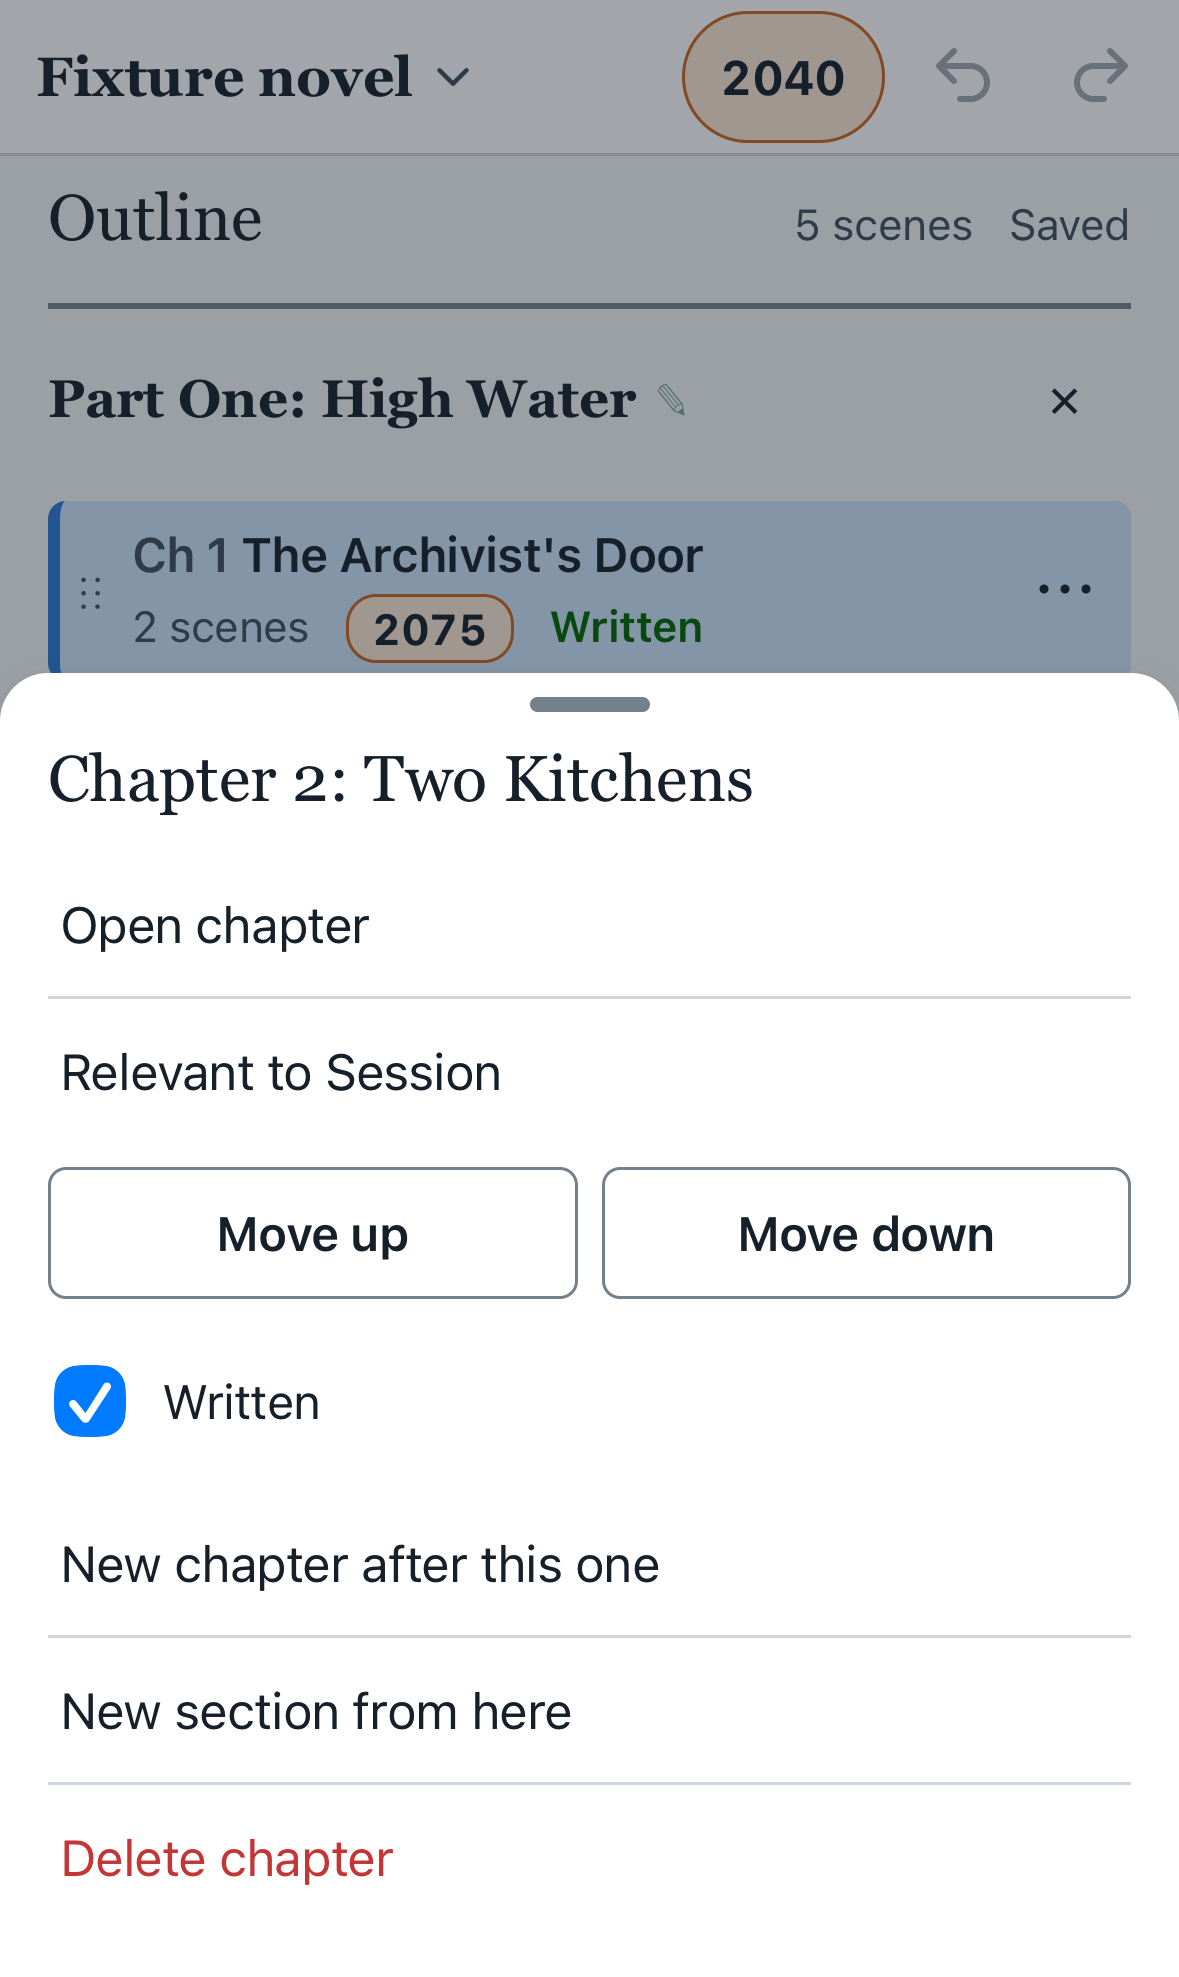 Fixture novel
2040
Outline
5 scenes Saved
Part One: High Water
Ch 1 The Archivist's Door
2 scenes 2075 Written
Chapter 2: Two Kitchens
Open chapter
Relevant to Session
Move up Move down
Written
New chapter after this one
New section from here
Delete chapter